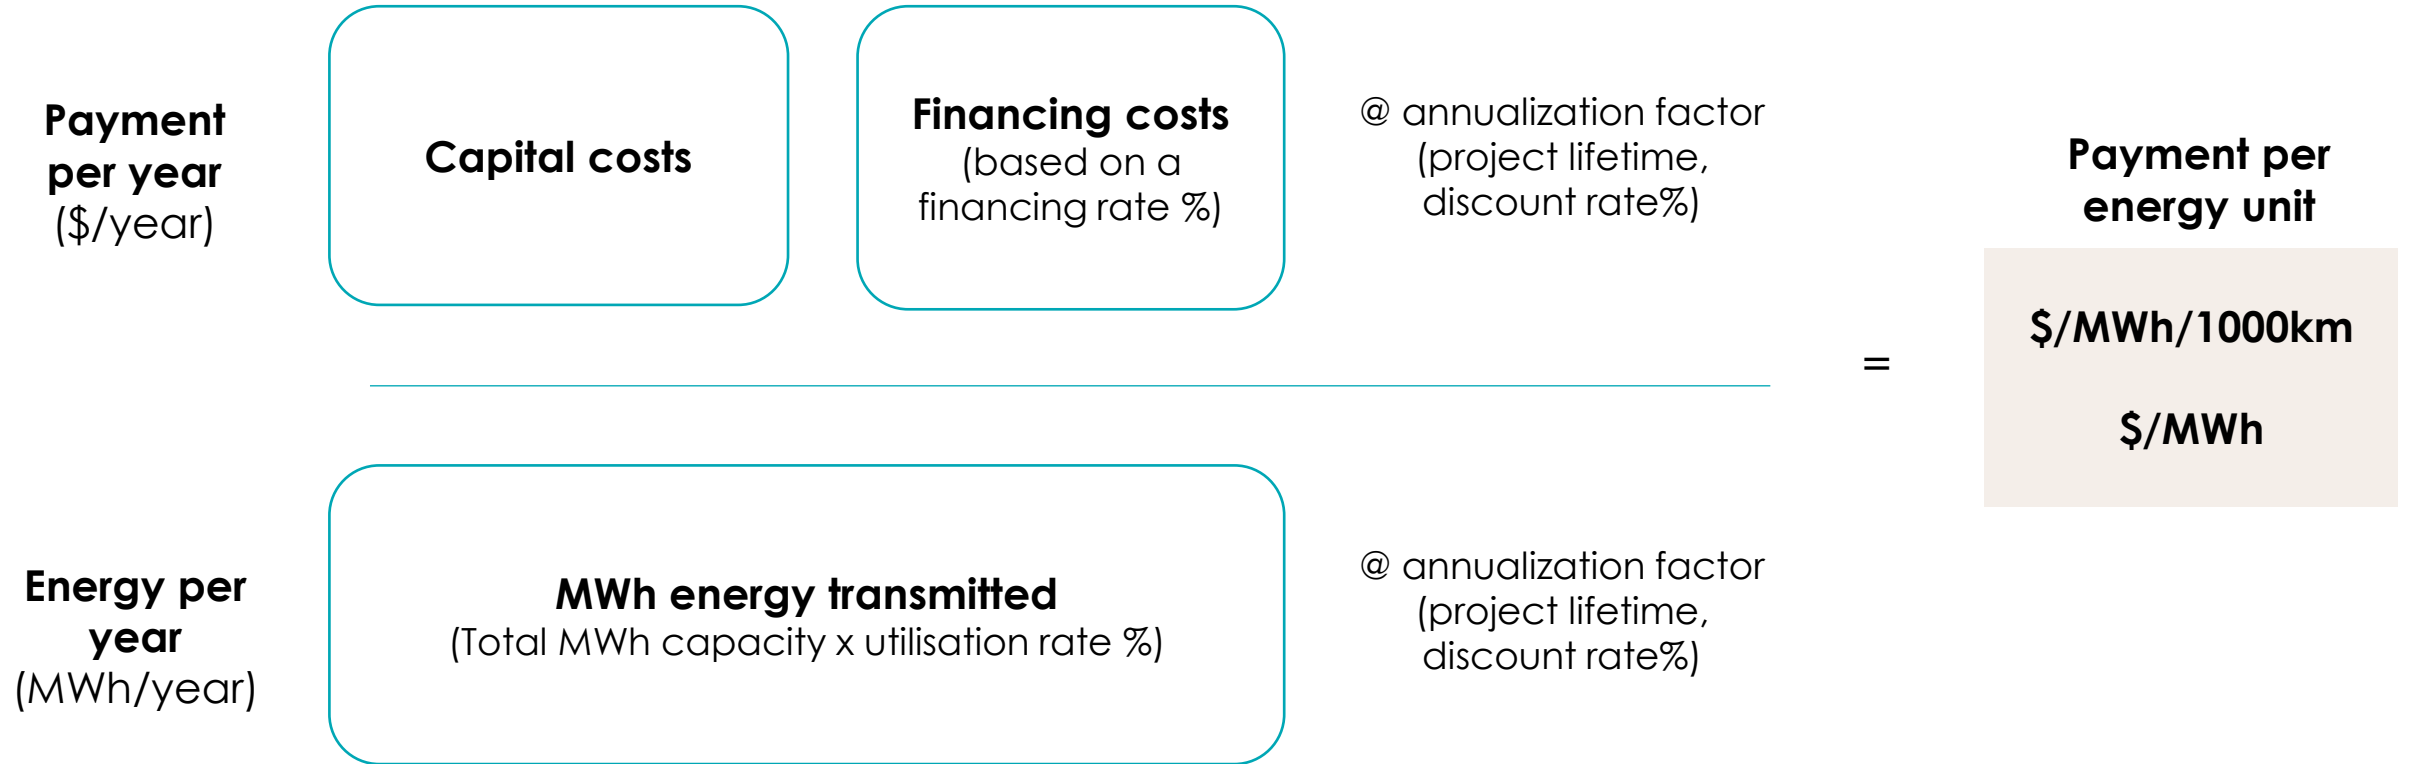 Payment
per year
($/year)
Capital costs
Financing costs
(based on a
financing rate %)
@ annualization factor
(project lifetime,
discount rate%)
Payment per
energy unit
$/MWh/1000km
=
$/MWh
Energy per
year
(MWh/year)
MWh energy transmitted
(Total MWh capacity x utilisation rate %)
@ annualization factor
(project lifetime,
discount rate%)